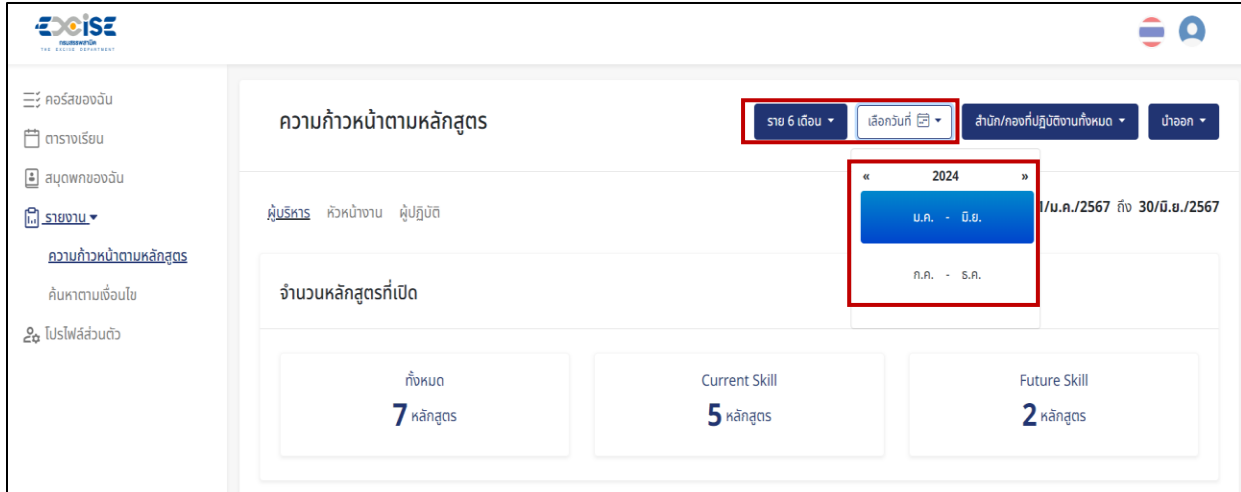 EXCISE
กรมสรรพสามิต
THE EXCISE DEPARTMENT
คอร์สของฉัน
ตารางเรียน
สมุดพกของฉัน
รายงาน
ความก้าวหน้าตามหลักสูตร
ค้นหาตามเงื่อนไข
โปรไฟล์ส่วนตัว
ความก้าวหน้าตามหลักสูตร
ราย 6 เดือน เลือกวันที่ สำนัก/กองที่ปฏิบัติงานทั้งหมด นำออก
« 2024 »
ม.ค. - มิ.ย.
ก.ค. - ธ.ค.
ผู้บริหาร หัวหน้างาน ผู้ปฏิบัติ
1/ม.ค./2567 ถึง 30/มิ.ย./2567
จำนวนหลักสูตรที่เปิด
ทั้งหมด
7 หลักสูตร
Current Skill
5 หลักสูตร
Future Skill
2 หลักสูตร